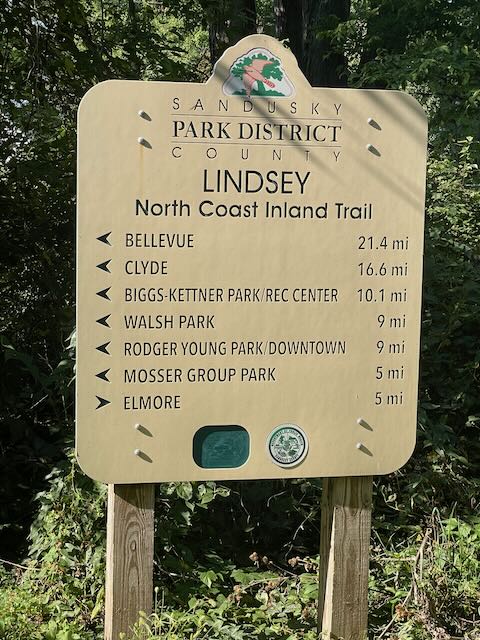 SANDUSKY
PARK DISTRICT
COUNTY
LINDSEY
North Coast Inland Trail
BELLEVUE 21.4 mi
CLYDE 16.6 mi
BIGGS-KETTNER PARK/REC CENTER 10.1 mi
WALSH PARK 9 mi
RODGER YOUNG PARK/DOWNTOWN 9 mi
MOSSER GROUP PARK 5 mi
ELMORE 5 mi